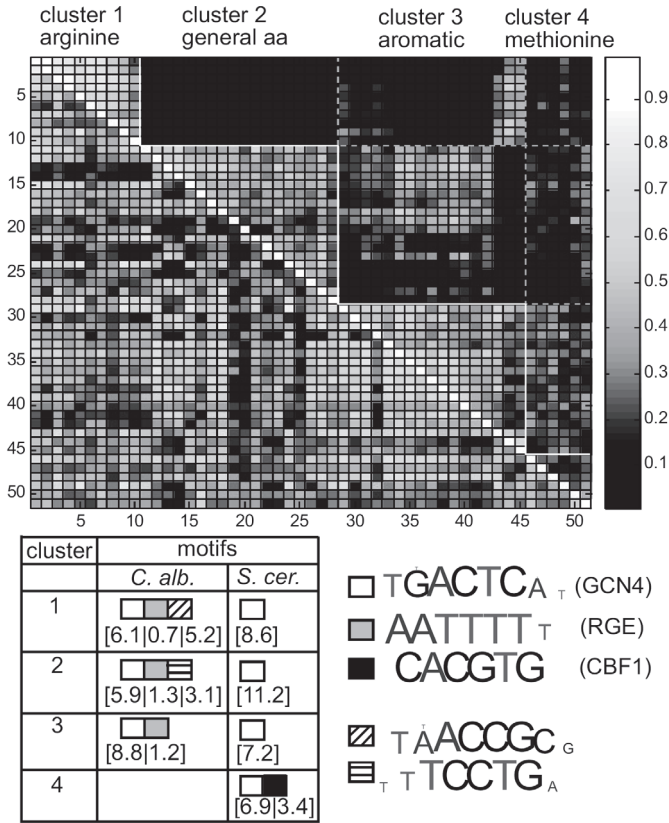 cluster 1 cluster 2 cluster 3 cluster 4
arginine general aa aromatic methionine
5
10
15
20
25
30
35
40
45
50
5 10 15 20 25 30 35 40 45 50
0.9
0.8
0.7
0.6
0.5
0.4
0.3
0.2
0.1
cluster motifs
C. alb. S. cer.
1
[6.1|0.7|5.2] [8.6]
2
[5.9|1.3|3.1] [11.2]
3
[8.8|1.2] [7.2]
4
[6.9|3.4]
TGACTCA T (GCN4)
AATTTTT (RGE)
CACGTG (CBF1)
TAACCGCG
TTTCCTGA